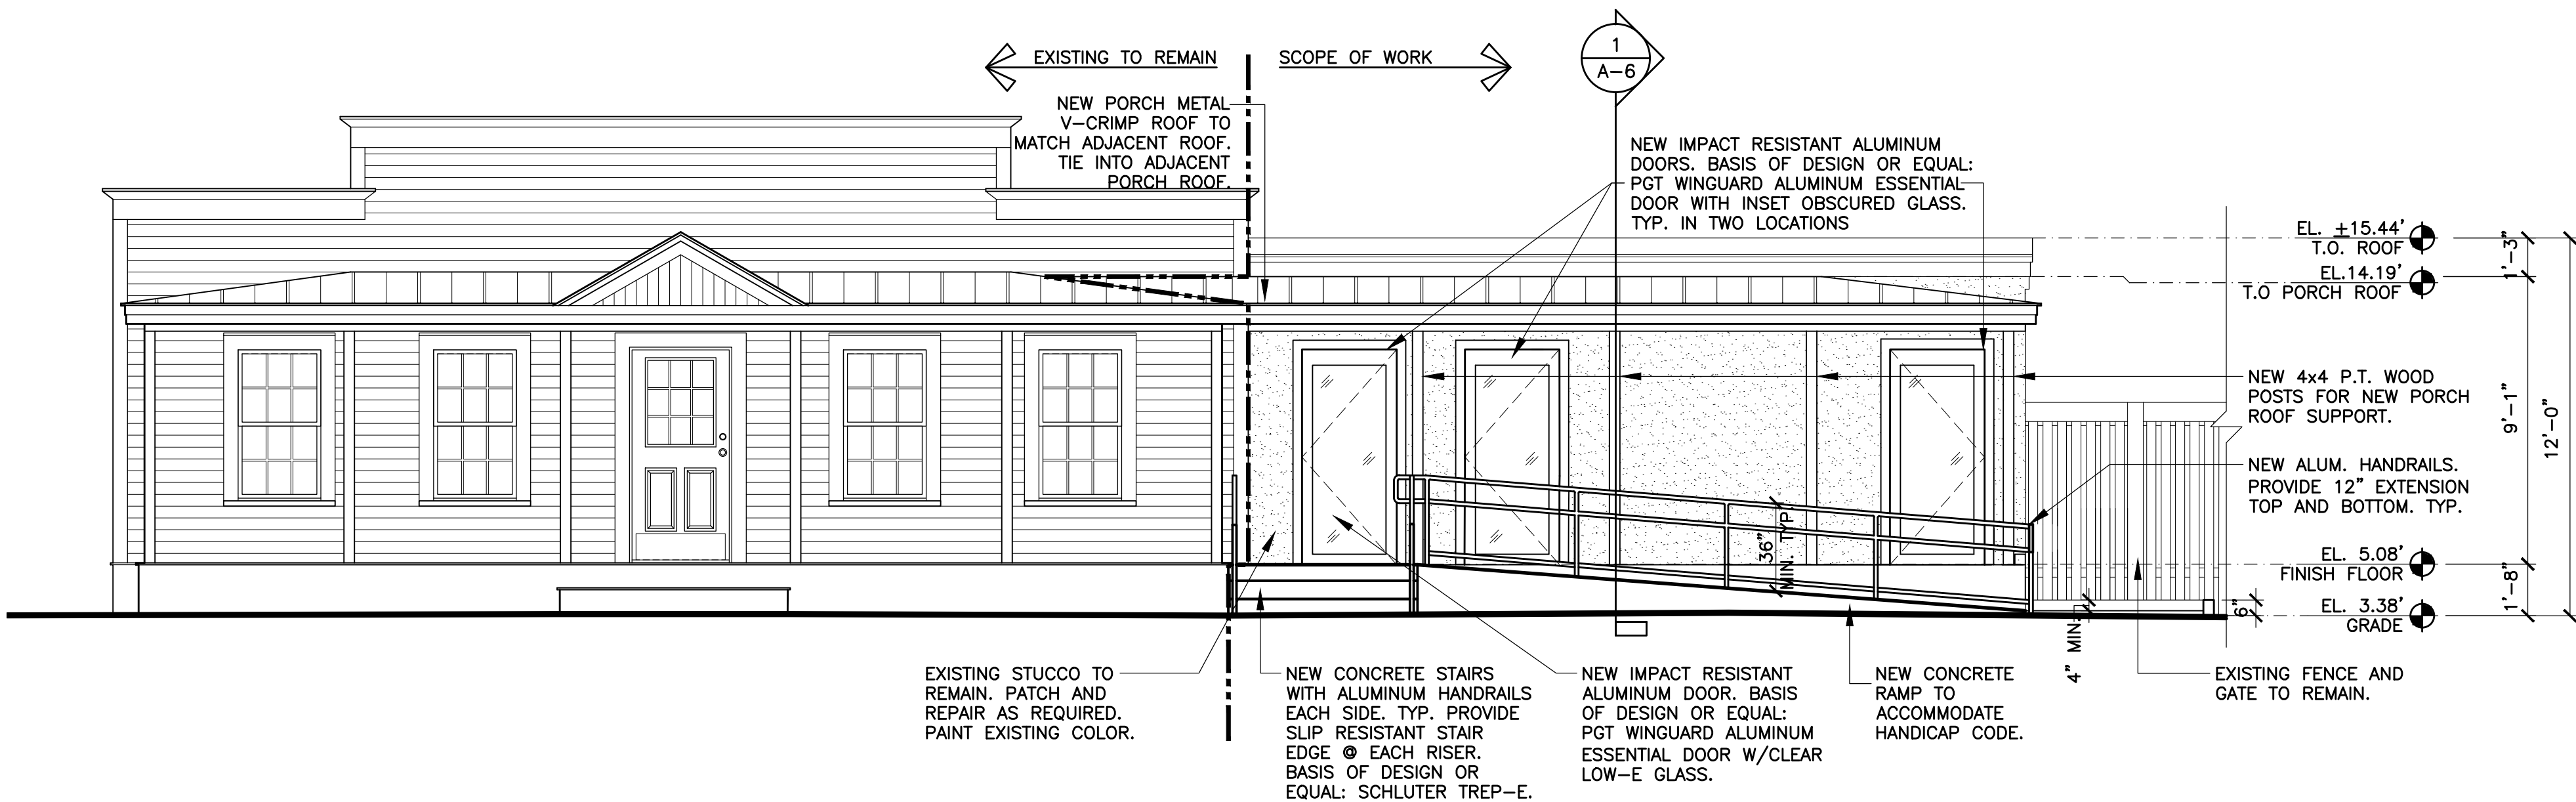 EXISTING TO REMAIN
SCOPE OF WORK
1
A-6
NEW PORCH METAL
V-CRIMP ROOF TO
MATCH ADJACENT ROOF.
TIE INTO ADJACENT
PORCH ROOF.
NEW IMPACT RESISTANT ALUMINUM
DOORS. BASIS OF DESIGN OR EQUAL:
PGT WINGUARD ALUMINUM ESSENTIAL
DOOR WITH INSET OBSCURED GLASS.
TYP. IN TWO LOCATIONS
EL. ±15.44'
T.O. ROOF
EL.14.19'
T.O PORCH ROOF
1'-3"
9'-1"
12'-0"
NEW 4x4 P.T. WOOD
POSTS FOR NEW PORCH
ROOF SUPPORT.
NEW ALUM. HANDRAILS.
PROVIDE 12" EXTENSION
TOP AND BOTTOM. TYP.
36"
MIN. TYP.
EL. 5.08'
FINISH FLOOR
1'-8"
EL. 3.38'
GRADE
6"
4" MIN.
EXISTING STUCCO TO
REMAIN. PATCH AND
REPAIR AS REQUIRED.
PAINT EXISTING COLOR.
NEW CONCRETE STAIRS
WITH ALUMINUM HANDRAILS
EACH SIDE. TYP. PROVIDE
SLIP RESISTANT STAIR
EDGE @ EACH RISER.
BASIS OF DESIGN OR
EQUAL: SCHLUTER TREP-E.
NEW IMPACT RESISTANT
ALUMINUM DOOR. BASIS
OF DESIGN OR EQUAL:
PGT WINGUARD ALUMINUM
ESSENTIAL DOOR W/CLEAR
LOW-E GLASS.
NEW CONCRETE
RAMP TO
ACCOMMODATE
HANDICAP CODE.
EXISTING FENCE AND
GATE TO REMAIN.